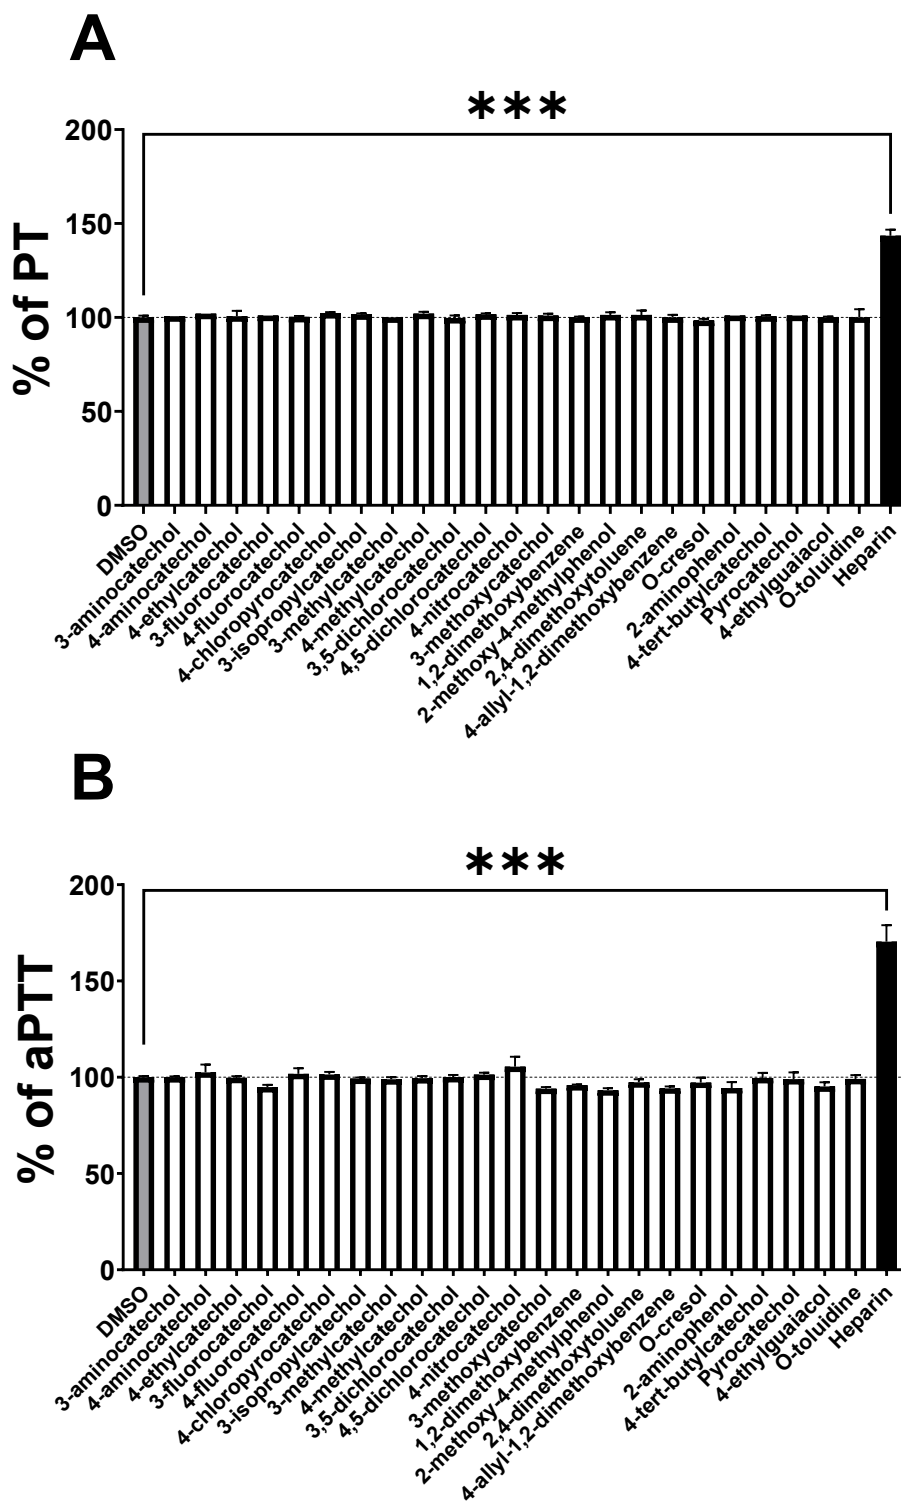 A
***
200
150
100
50
0
% of PT
DMSO
3-aminocatechol
4-aminocatechol
4-ethylcatechol
3-fluorocatechol
4-fluorocatechol
4-chloropyrocatechol
3-isopropylcatechol
3-methylcatechol
4-methylcatechol
3,5-dichlorocatechol
4,5-dichlorocatechol
4-nitrocatechol
3-methoxycatechol
1,2-dimethoxybenzene
2-methoxy-4-methylphenol
2,4-dimethoxytoluene
4-allyl-1,2-dimethoxybenzene
O-cresol
2-aminophenol
4-tert-butylcatechol
Pyrocatechol
4-ethylguaiacol
O-toluidine
Heparin
B
***
200
150
100
50
0
% of aPTT
DMSO
3-aminocatechol
4-aminocatechol
4-ethylcatechol
3-fluorocatechol
4-fluorocatechol
4-chloropyrocatechol
3-isopropylcatechol
3-methylcatechol
4-methylcatechol
3,5-dichlorocatechol
4,5-dichlorocatechol
4-nitrocatechol
3-methoxycatechol
1,2-dimethoxybenzene
2-methoxy-4-methylphenol
2,4-dimethoxytoluene
4-allyl-1,2-dimethoxybenzene
O-cresol
2-aminophenol
4-tert-butylcatechol
Pyrocatechol
4-ethylguaiacol
O-toluidine
Heparin